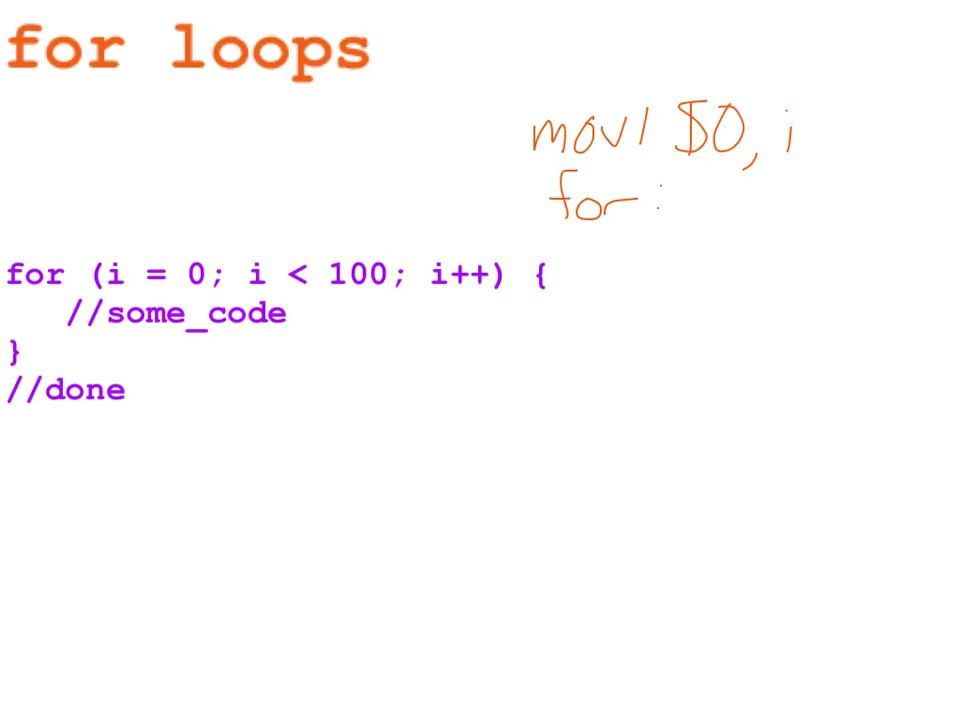 for loops
movl $0, i
for:
for (i = 0; i < 100; i++) {
//some_code
}
//done